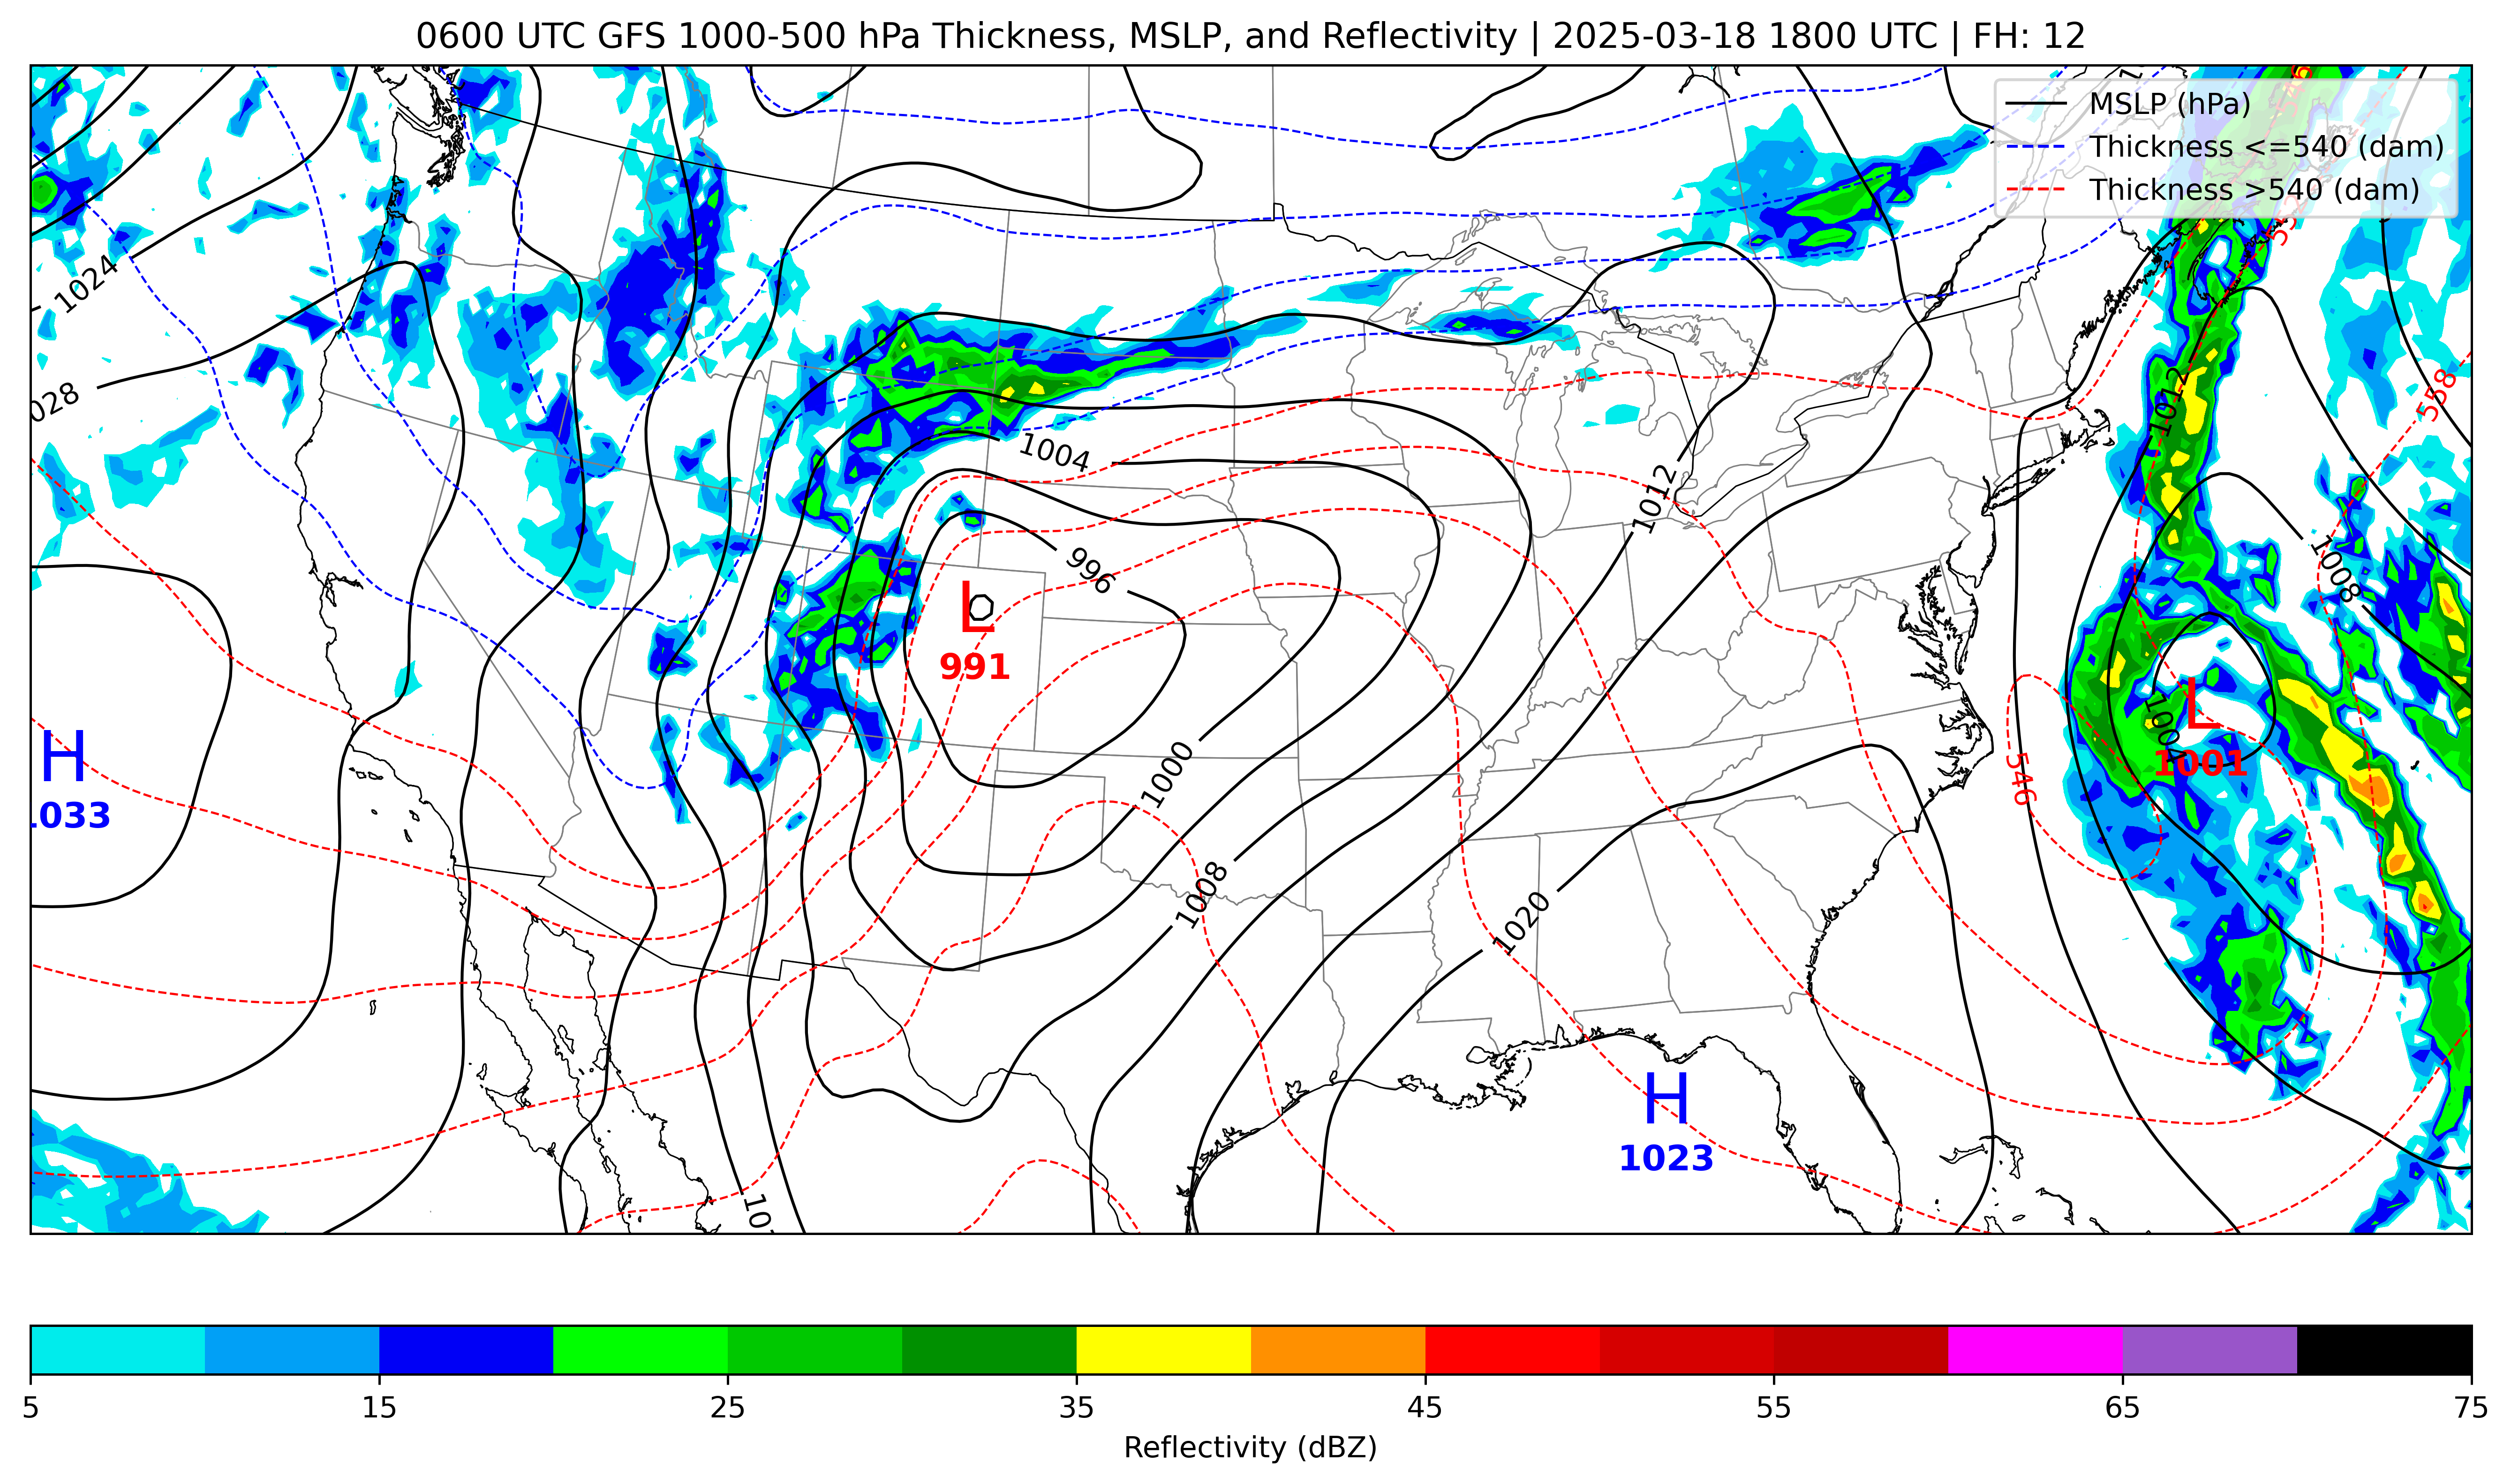 0600 UTC GFS 1000-500 hPa Thickness, MSLP, and Reflectivity | 2025-03-18 1800 UTC | FH: 12
MSLP (hPa)
Thickness <=540 (dam)
Thickness >540 (dam)
1024
028
1012
558
1004
1012
996
1008
L
991
L
1001
546
H
1033
1000
1008
1020
H
1023
10
5 15 25 35 45 55 65 75
Reflectivity (dBZ)